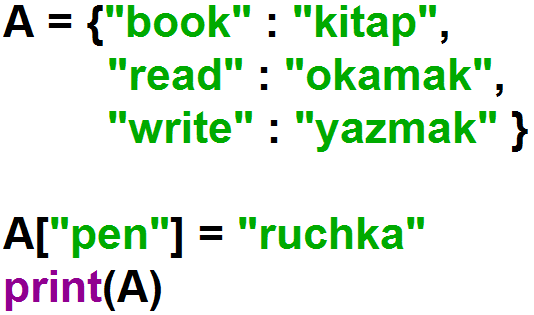 A = {"book" : "kitap",
"read" : "okamak",
"write" : "yazmak" }
A["pen"] = "ruchka"
print(A)